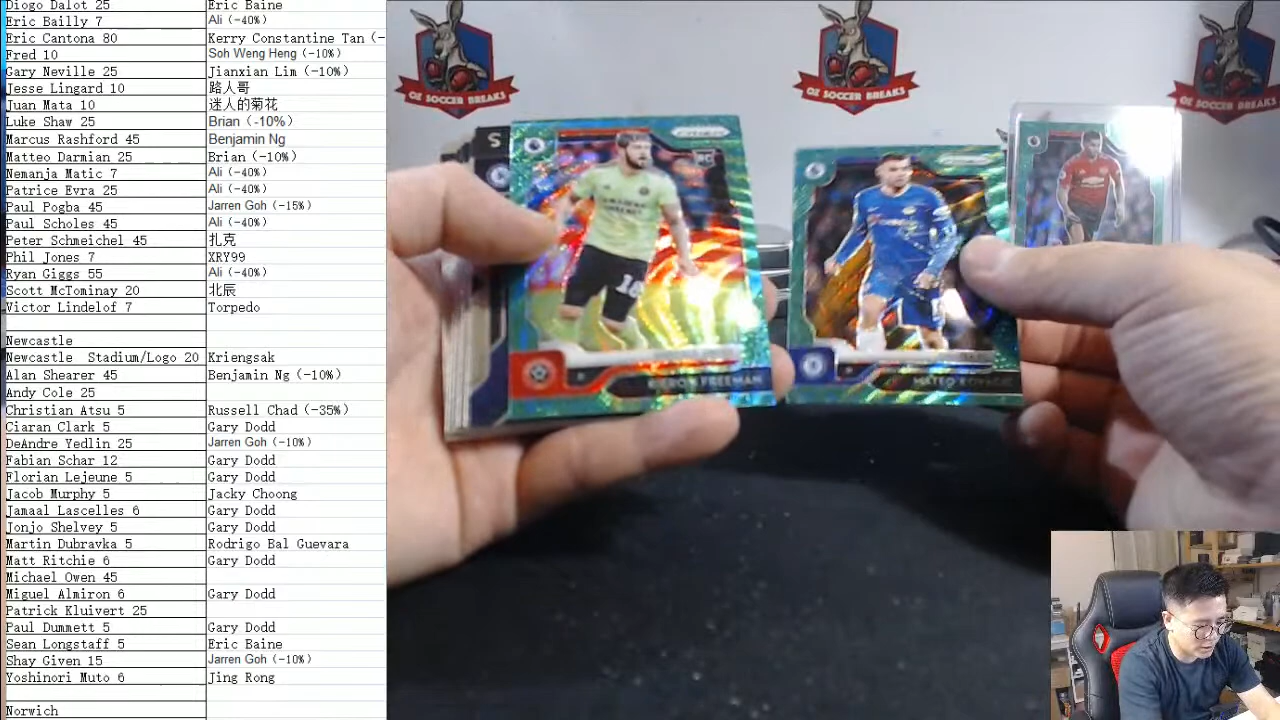 Diogo Dalot 25 Eric Baine
Eric Bailly 7 Ali (-40%)
Eric Cantona 80 Kerry Constantine Tan (-
Fred 10 Soh Weng Heng (-10%)
Gary Neville 25 Jianxian Lim (-10%)
Jesse Lingard 10 路人哥
Juan Mata 10 迷人的菊花
Luke Shaw 25 Brian (-10%)
Marcus Rashford 45 Benjamin Ng
Matteo Darmian 25 Brian (-10%)
Nemanja Matic 7 Ali (-40%)
Patrice Evra 25 Ali (-40%)
Paul Pogba 45 Jarren Goh (-15%)
Paul Scholes 45 Ali (-40%)
Peter Schmeichel 45 扎克
Phil Jones 7 XRY99
Ryan Giggs 55 Ali (-40%)
Scott McTominay 20 北辰
Victor Lindelof 7 Torpedo
Newcastle
Newcastle Stadium/Logo 20 Kriengsak
Alan Shearer 45 Benjamin Ng (-10%)
Andy Cole 25
Christian Atsu 5 Russell Chad (-35%)
Ciaran Clark 5 Gary Dodd
DeAndre Yedlin 25 Jarren Goh (-10%)
Fabian Schar 12 Gary Dodd
Florian Lejeune 5 Gary Dodd
Jacob Murphy 5 Jacky Choong
Jamaal Lascelles 6 Gary Dodd
Jonjo Shelvey 5 Gary Dodd
Martin Dubravka 5 Rodrigo Bal Guevara
Matt Ritchie 6 Gary Dodd
Michael Owen 45
Miguel Almiron 6 Gary Dodd
Patrick Kluivert 25
Paul Dummett 5 Gary Dodd
Sean Longstaff 5 Eric Baine
Shay Given 15 Jarren Goh (-10%)
Yoshinori Muto 6 Jing Rong
Norwich
OZ SOCCER BREAKS
OZ SOCCER BREAKS
OZ SOCCER BREAKS
S
PRIZM
RC
18
KIERON FREEMAN
PRIZM
MATEO KOVACIC